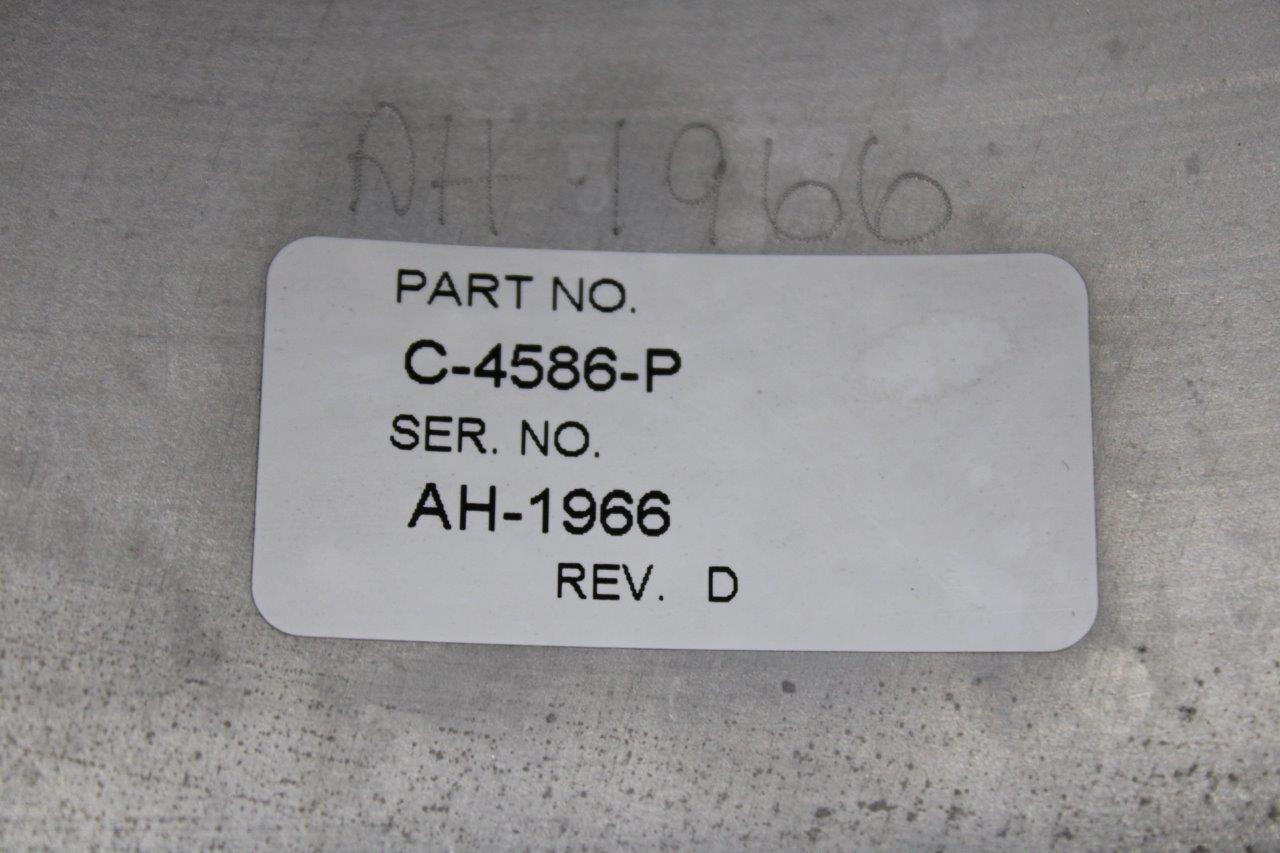 AH-1966
PART NO.
C-4586-P
SER. NO.
AH-1966
REV. D